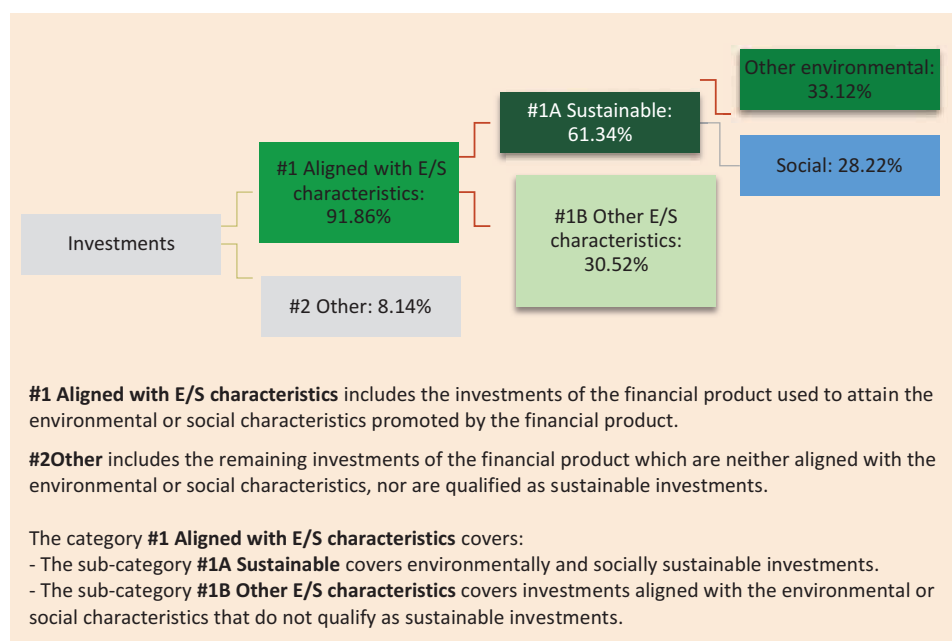 Investments
#1 Aligned with E/S
characteristics:
91.86%
#2 Other: 8.14%
#1A Sustainable:
61.34%
#1B Other E/S
characteristics:
30.52%
Other environmental:
33.12%
Social: 28.22%
#1 Aligned with E/S characteristics includes the investments of the financial product used to attain the
environmental or social characteristics promoted by the financial product.
#2Other includes the remaining investments of the financial product which are neither aligned with the
environmental or social characteristics, nor are qualified as sustainable investments.
The category #1 Aligned with E/S characteristics covers:
- The sub-category #1A Sustainable covers environmentally and socially sustainable investments.
- The sub-category #1B Other E/S characteristics covers investments aligned with the environmental or
social characteristics that do not qualify as sustainable investments.